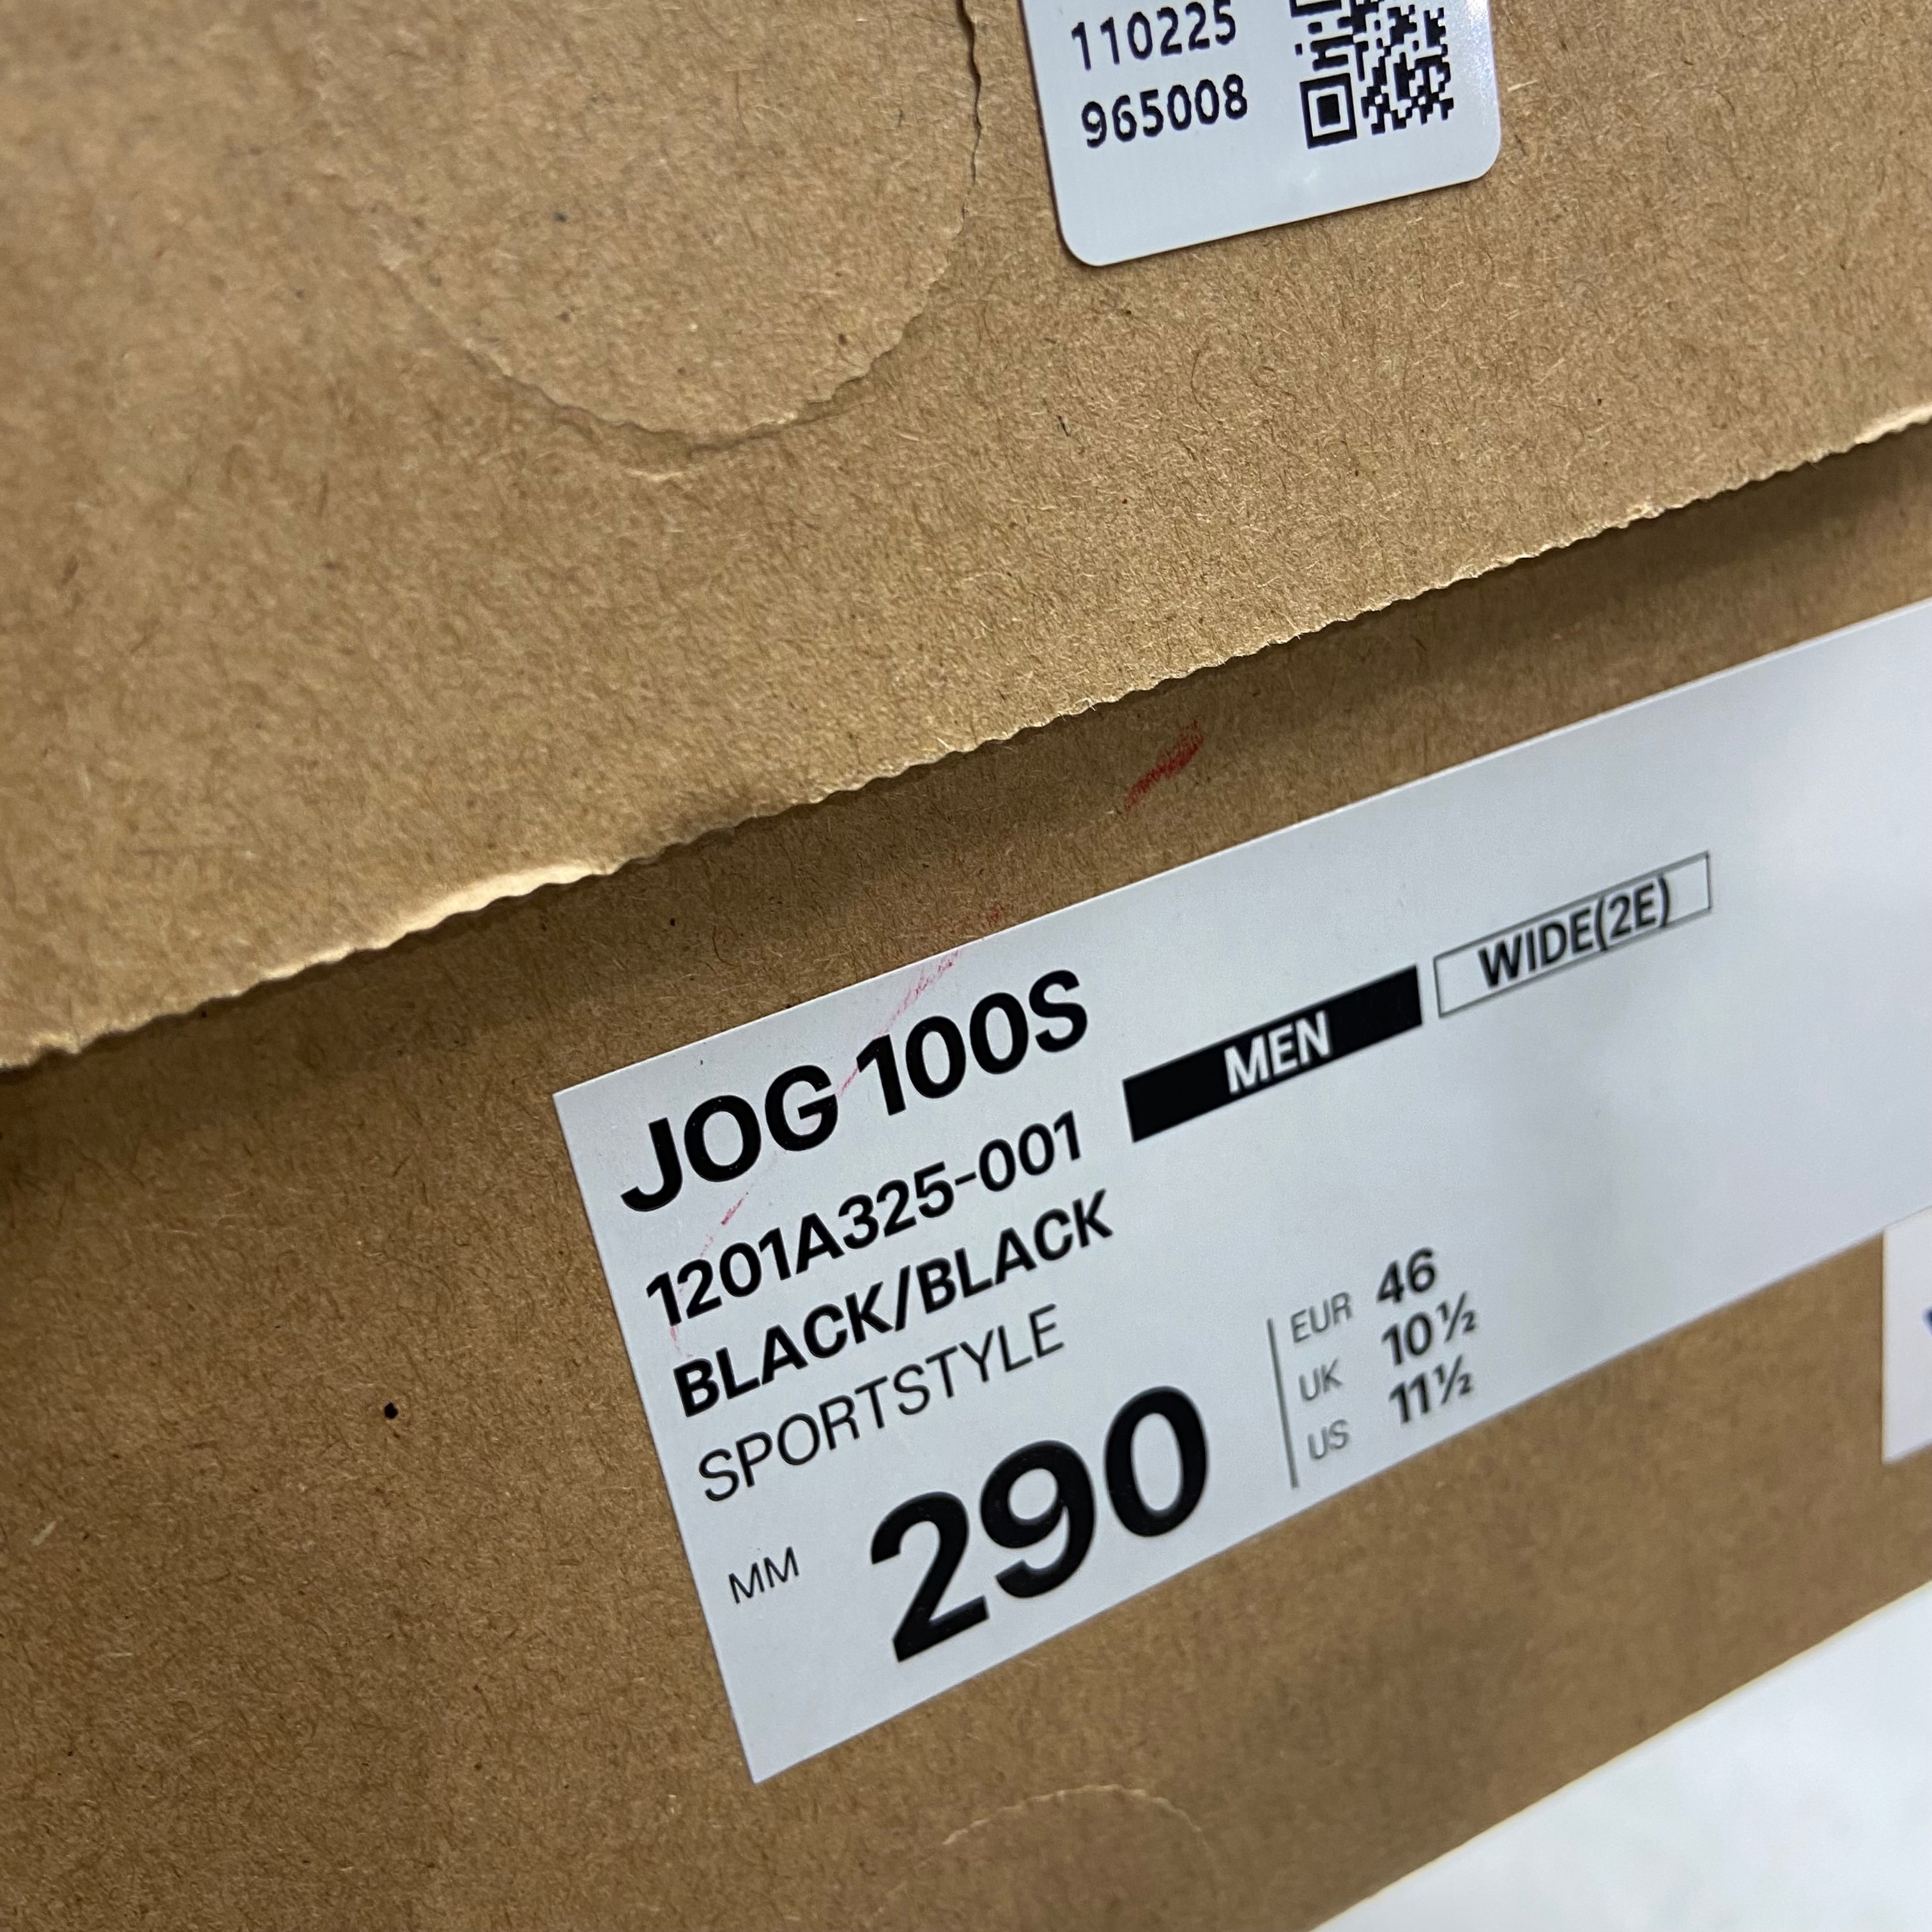 110225
965008
JOG 100S
MEN
WIDE(2E)
1201A325-001
BLACK/BLACK
SPORTSTYLE
MM 290
EUR 46
UK 10½
US 11½